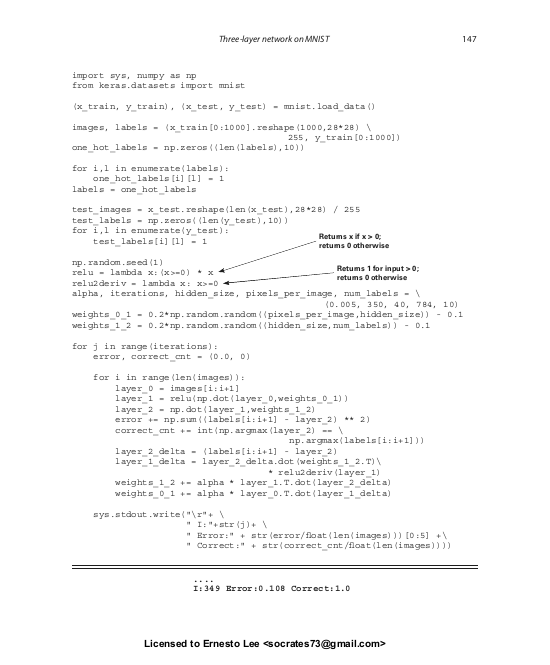 Three-layer network on MNIST 147
import sys, numpy as np
from keras.datasets import mnist
(x_train, y_train), (x_test, y_test) = mnist.load_data()
images, labels = (x_train[0:1000].reshape(1000,28*28) \
255, y_train[0:1000])
one_hot_labels = np.zeros((len(labels),10))
for i,l in enumerate(labels):
one_hot_labels[i][l] = 1
labels = one_hot_labels
test_images = x_test.reshape(len(x_test),28*28) / 255
test_labels = np.zeros((len(y_test),10))
for i,l in enumerate(y_test):
test_labels[i][l] = 1
Returns x if x > 0;
returns 0 otherwise
np.random.seed(1)
relu = lambda x:(x>=0) * x
relu2deriv = lambda x: x>=0
Returns 1 for input > 0;
returns 0 otherwise
alpha, iterations, hidden_size, pixels_per_image, num_labels = \
(0.005, 350, 40, 784, 10)
weights_0_1 = 0.2*np.random.random((pixels_per_image,hidden_size)) - 0.1
weights_1_2 = 0.2*np.random.random((hidden_size,num_labels)) - 0.1
for j in range(iterations):
error, correct_cnt = (0.0, 0)
for i in range(len(images)):
layer_0 = images[i:i+1]
layer_1 = relu(np.dot(layer_0,weights_0_1))
layer_2 = np.dot(layer_1,weights_1_2)
error += np.sum((labels[i:i+1] - layer_2) ** 2)
correct_cnt += int(np.argmax(layer_2) == \
np.argmax(labels[i:i+1]))
layer_2_delta = (labels[i:i+1] - layer_2)
layer_1_delta = layer_2_delta.dot(weights_1_2.T)\
* relu2deriv(layer_1)
weights_1_2 += alpha * layer_1.T.dot(layer_2_delta)
weights_0_1 += alpha * layer_0.T.dot(layer_1_delta)
sys.stdout.write("\r"+ \
" I:"+str(j)+ \
" Error:" + str(error/float(len(images)))[0:5] +\
" Correct:" + str(correct_cnt/float(len(images))))
....
I:349 Error:0.108 Correct:1.0
Licensed to Ernesto Lee <socrates73@gmail.com>